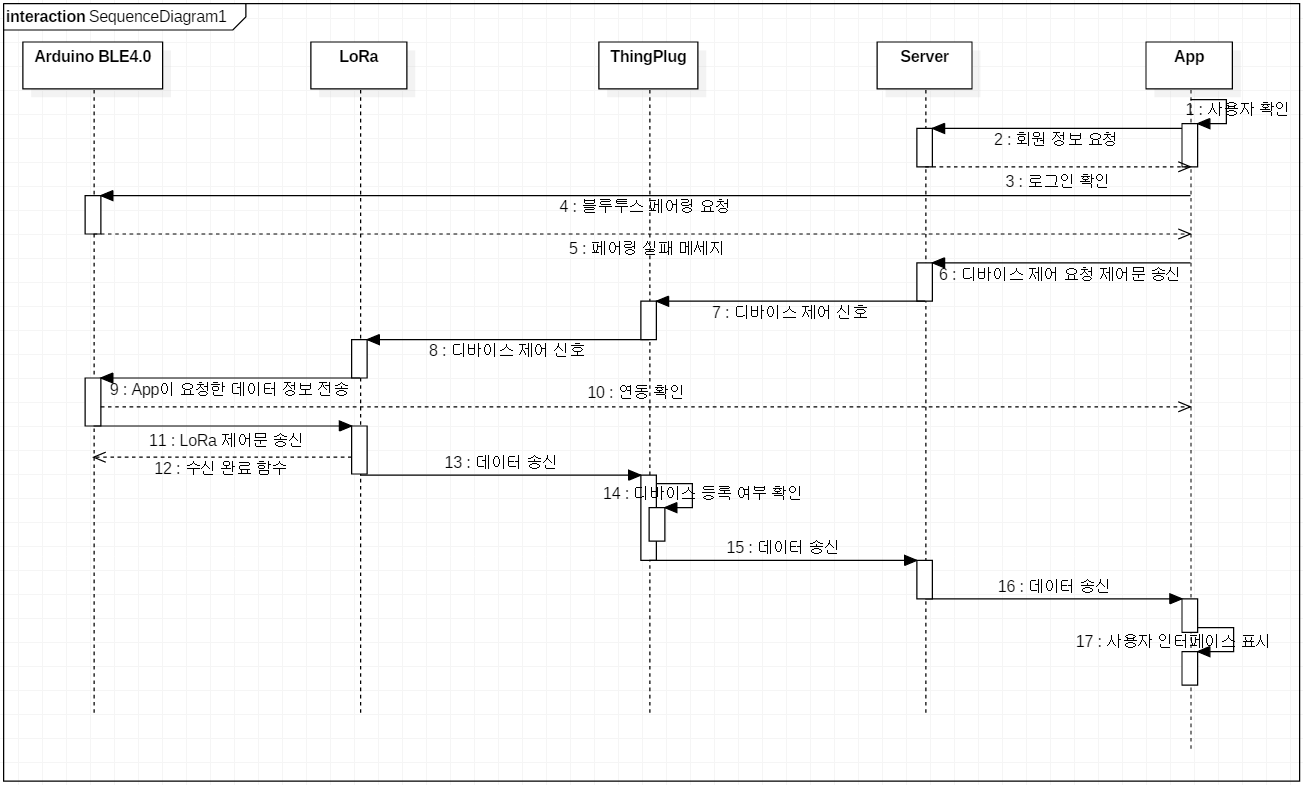 interaction SequenceDiagram1
Arduino BLE4.0
LoRa
ThingPlug
Server
App
1 : 사용자 확인
2 : 회원 정보 요청
3 : 로그인 확인
4 : 블루투스 페어링 요청
5 : 페어링 실패 메세지
6 : 디바이스 제어 요청 제어문 송신
7 : 디바이스 제어 신호
8 : 디바이스 제어 신호
9 : App이 요청한 데이터 정보 전송
10 : 연동 확인
11 : LoRa 제어문 송신
12 : 수신 완료 함수
13 : 데이터 송신
14 : 디바이스 등록 여부 확인
15 : 데이터 송신
16 : 데이터 송신
17 : 사용자 인터페이스 표시